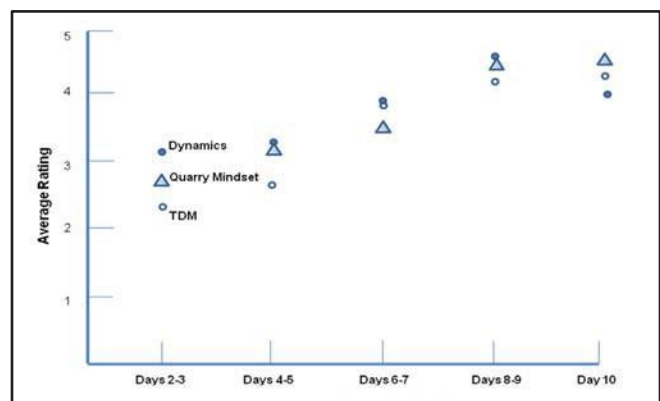 5
4
3
2
1
Average Rating
Dynamics
Quarry Mindset
TDM
Days 2-3 Days 4-5 Days 6-7 Days 8-9 Day 10